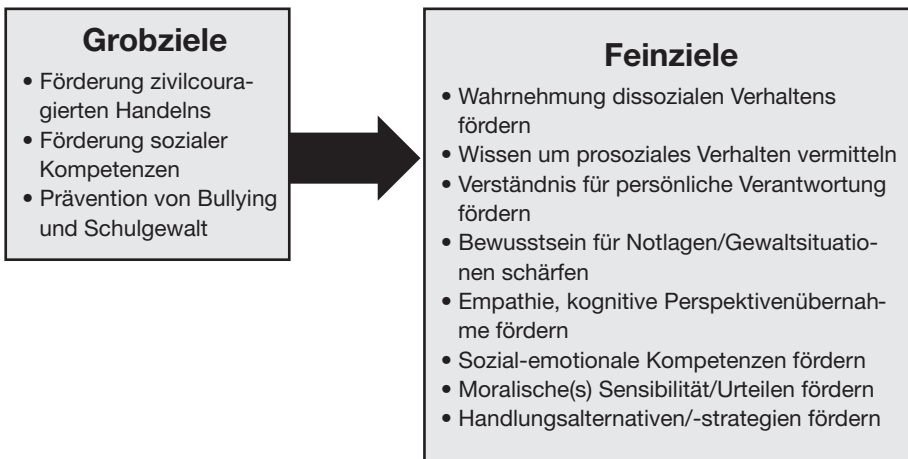 Grobziele
• Förderung zivilcoura-
gierten Handelns
• Förderung sozialer
Kompetenzen
• Prävention von Bullying
und Schulgewalt
Feinziele
• Wahrnehmung dissozialen Verhaltens
fördern
• Wissen um prosoziales Verhalten vermitteln
• Verständnis für persönliche Verantwortung
fördern
• Bewusstsein für Notlagen/Gewaltsituatio-
nen schärfen
• Empathie, kognitive Perspektivenübernah-
me fördern
• Sozial-emotionale Kompetenzen fördern
• Moralische(s) Sensibilität/Urteilen fördern
• Handlungsalternativen/-strategien fördern